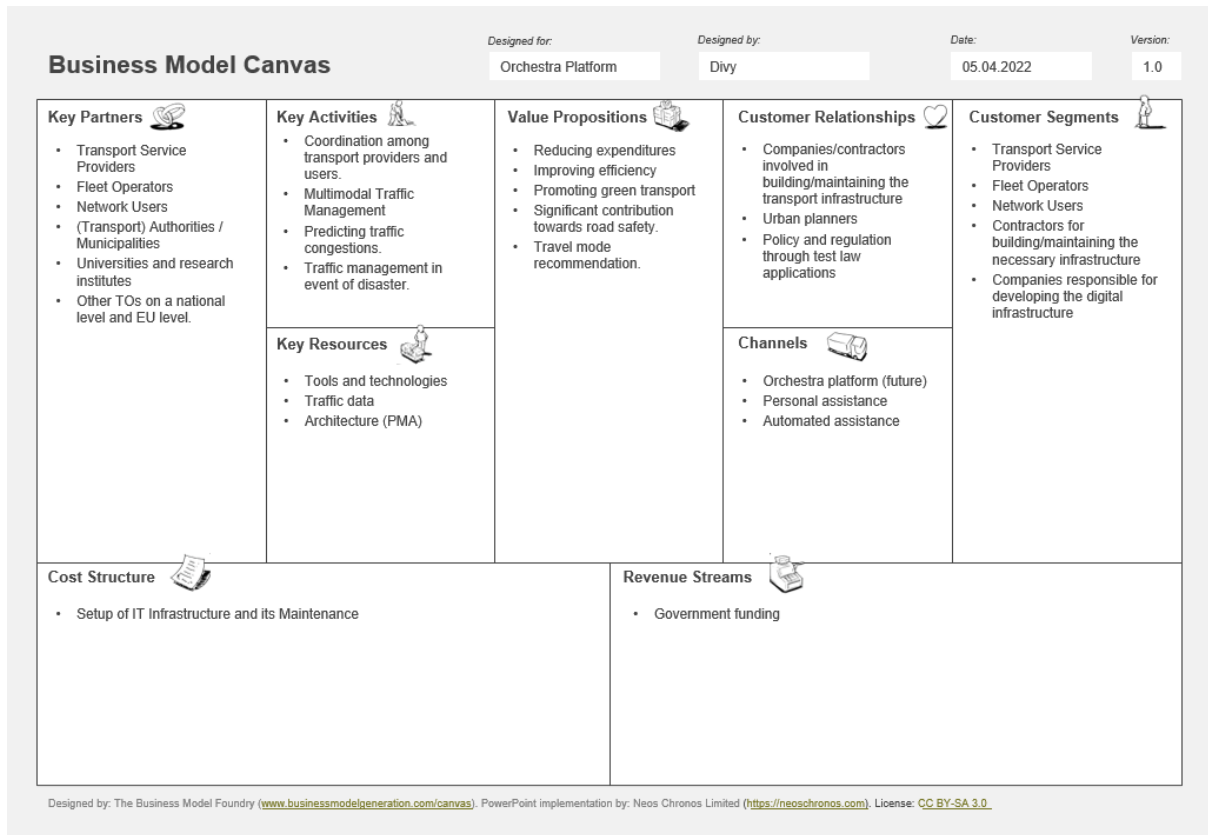 Designed for:
Designed by:
Date:
Version:
Business Model Canvas
Orchestra Platform
Divy
05.04.2022
1.0
Key Partners
• Transport Service
Providers
• Fleet Operators
• Network Users
• (Transport) Authorities /
Municipalities
• Universities and research
institutes
• Other TOs on a national
level and EU level.
Key Activities
• Coordination among
transport providers and
users.
• Multimodal Traffic
Management
• Predicting traffic
congestions.
• Traffic management in
event of disaster.
Key Resources
• Tools and technologies
• Traffic data
• Architecture (PMA)
Value Propositions
• Reducing expenditures
• Improving efficiency
• Promoting green transport
• Significant contribution
towards road safety.
• Travel mode
recommendation.
Customer Relationships
• Companies/contractors
involved in
building/maintaining the
transport infrastructure
• Urban planners
• Policy and regulation
through test law
applications
Channels
• Orchestra platform (future)
• Personal assistance
• Automated assistance
Customer Segments
• Transport Service
Providers
• Fleet Operators
• Network Users
• Contractors for
building/maintaining the
necessary infrastructure
• Companies responsible for
developing the digital
infrastructure
Cost Structure
• Setup of IT Infrastructure and its Maintenance
Revenue Streams
• Government funding
Designed by: The Business Model Foundry (www.businessmodelgeneration.com/canvas). PowerPoint implementation by: Neos Chronos Limited (https://neoschronos.com). License: CC BY-SA 3.0